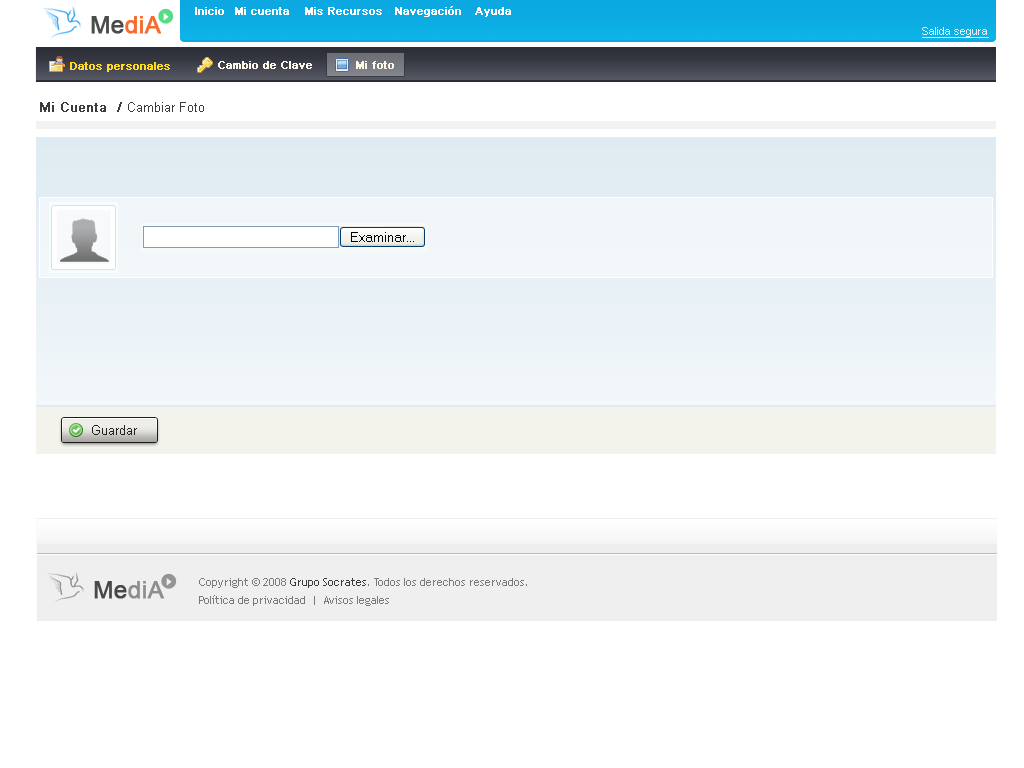 MediA
Inicio Mi cuenta Mis Recursos Navegación Ayuda
Salida segura
Datos personales Cambio de Clave Mi foto
Mi Cuenta / Cambiar Foto
Examinar...
Guardar
MediA
Copyright © 2008 Grupo Socrates. Todos los derechos reservados.
Política de privacidad | Avisos legales